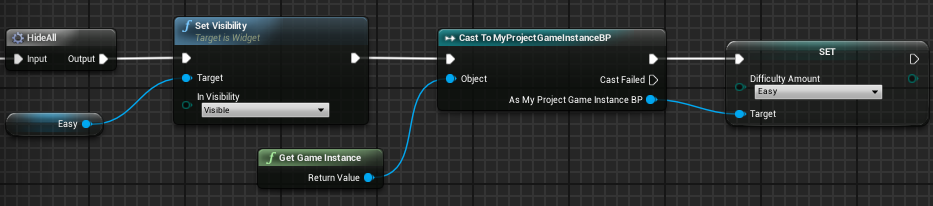 HideAll
Input Output
Easy
Set Visibility
Target is Widget
Target
In Visibility
Visible
Get Game Instance
Return Value
Cast To MyProjectGameInstanceBP
Object
Cast Failed
As My Project Game Instance BP
SET
Difficulty Amount
Easy
Target